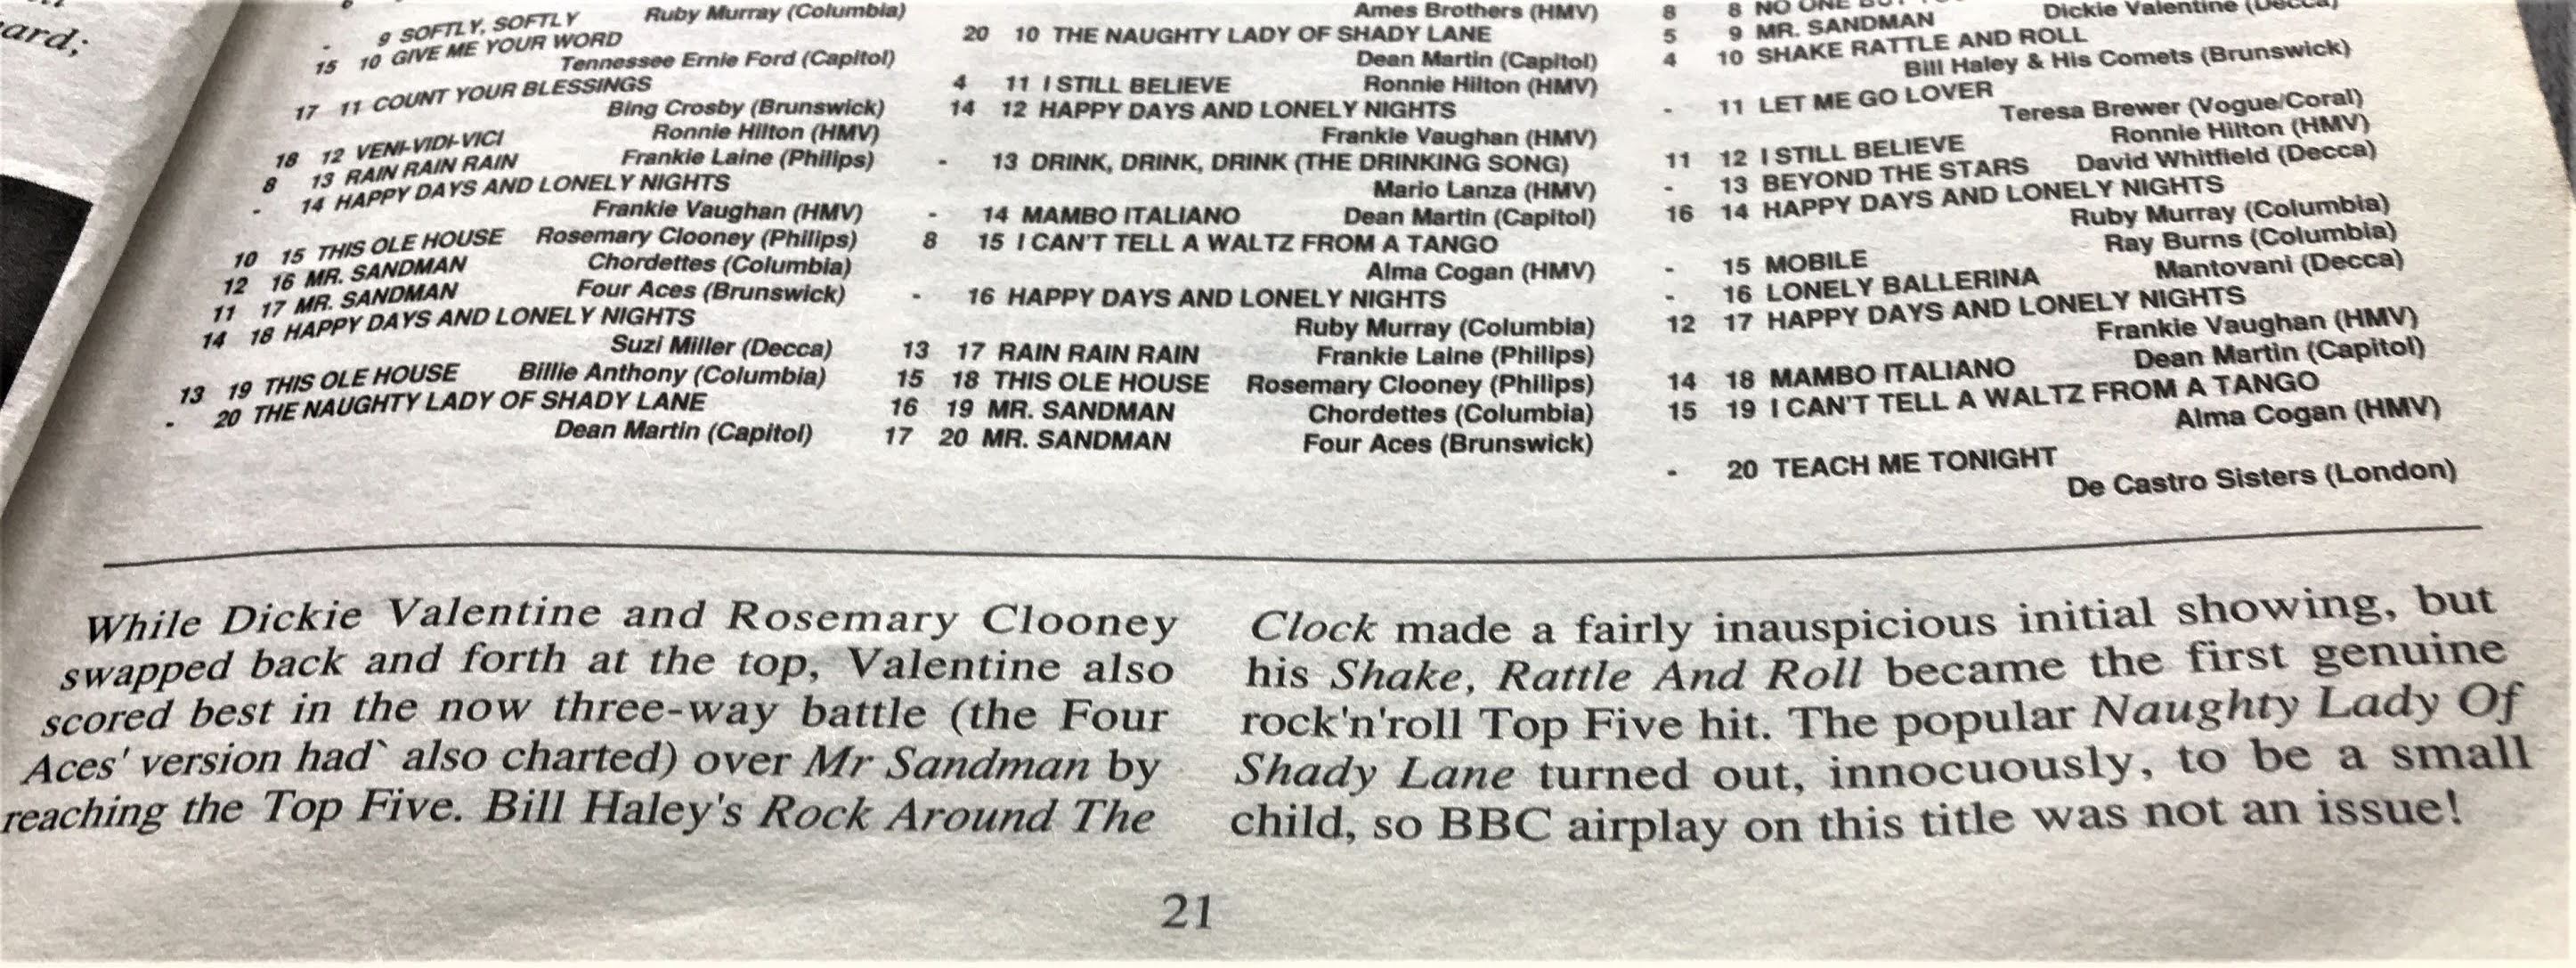 ard;
9 SOFTLY, SOFTLY Ruby Murray (Columbia)
15 10 GIVE ME YOUR WORD
Tennessee Ernie Ford (Capitol)
17 11 COUNT YOUR BLESSINGS
Bing Crosby (Brunswick)
18 12 VENI-VIDI-VICI Ronnie Hilton (HMV)
8 13 RAIN RAIN RAIN Frankie Laine (Philips)
- 14 HAPPY DAYS AND LONELY NIGHTS
Frankie Vaughan (HMV)
10 15 THIS OLE HOUSE Rosemary Clooney (Philips)
12 16 MR. SANDMAN Chordettes (Columbia)
11 17 MR. SANDMAN Four Aces (Brunswick)
14 18 HAPPY DAYS AND LONELY NIGHTS
Suzi Miller (Decca)
13 19 THIS OLE HOUSE Billie Anthony (Columbia)
- 20 THE NAUGHTY LADY OF SHADY LANE
Dean Martin (Capitol)
Ames Brothers (HMV)
20 10 THE NAUGHTY LADY OF SHADY LANE
Dean Martin (Capitol)
4 11 I STILL BELIEVE Ronnie Hilton (HMV)
14 12 HAPPY DAYS AND LONELY NIGHTS
Frankie Vaughan (HMV)
- 13 DRINK, DRINK, DRINK (THE DRINKING SONG)
Mario Lanza (HMV)
- 14 MAMBO ITALIANO Dean Martin (Capitol)
8 15 I CAN'T TELL A WALTZ FROM A TANGO
Alma Cogan (HMV)
- 16 HAPPY DAYS AND LONELY NIGHTS
Ruby Murray (Columbia)
13 17 RAIN RAIN RAIN Frankie Laine (Philips)
15 18 THIS OLE HOUSE Rosemary Clooney (Philips)
16 19 MR. SANDMAN Chordettes (Columbia)
17 20 MR. SANDMAN Four Aces (Brunswick)
8 8 NO ONE
5 9 MR. SANDMAN Dickie Valentine (Decca)
4 10 SHAKE RATTLE AND ROLL
Bill Haley & His Comets (Brunswick)
- 11 LET ME GO LOVER
Teresa Brewer (Vogue/Coral)
11 12 I STILL BELIEVE Ronnie Hilton (HMV)
- 13 BEYOND THE STARS David Whitfield (Decca)
16 14 HAPPY DAYS AND LONELY NIGHTS
Ruby Murray (Columbia)
- 15 MOBILE Ray Burns (Columbia)
- 16 LONELY BALLERINA Mantovani (Decca)
12 17 HAPPY DAYS AND LONELY NIGHTS
Frankie Vaughan (HMV)
14 18 MAMBO ITALIANO Dean Martin (Capitol)
15 19 I CAN'T TELL A WALTZ FROM A TANGO
Alma Cogan (HMV)
- 20 TEACH ME TONIGHT
De Castro Sisters (London)
While Dickie Valentine and Rosemary Clooney
swapped back and forth at the top, Valentine also
scored best in the now three-way battle (the Four
Aces' version had` also charted) over Mr Sandman by
reaching the Top Five. Bill Haley's Rock Around The
Clock made a fairly inauspicious initial showing, but
his Shake, Rattle And Roll became the first genuine
rock'n'roll Top Five hit. The popular Naughty Lady Of
Shady Lane turned out, innocuously, to be a small
child, so BBC airplay on this title was not an issue!
21